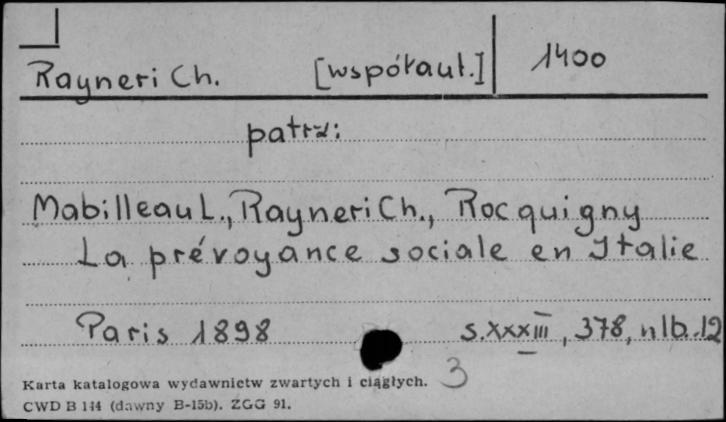 Rayneri Ch. [współaut.] 1400
patrz:
Mabilleau L., Rayneri Ch., Rocquigny
La prévoyance sociale en Italie
Paris 1898 s. XXXIII, 378, nlb. 12
3
Karta katalogowa wydawnictw zwartych i ciągłych.
CWD B 144 (dawny B-15b). ZGG 91.